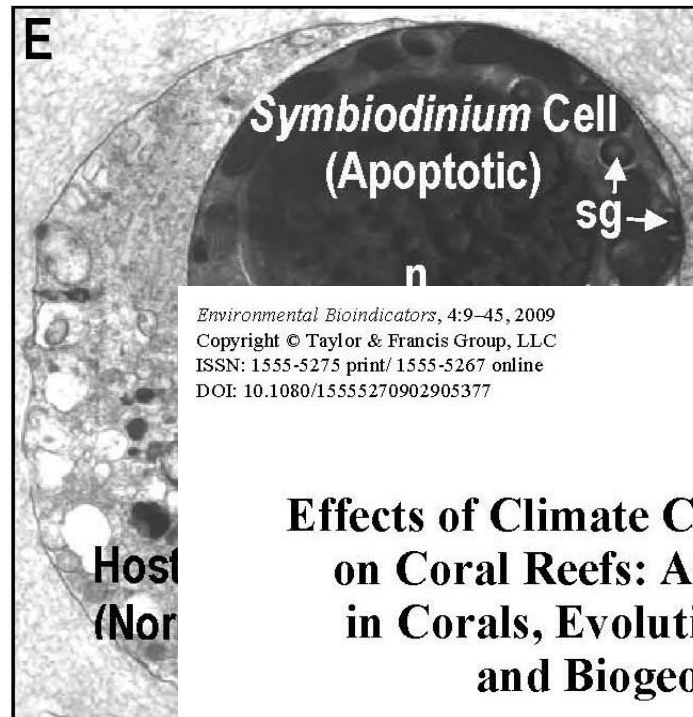 E
Symbiodinium Cell
(Apoptotic)
sg
n
Environmental Bioindicators, 4:9–45, 2009
Copyright © Taylor & Francis Group, LLC
ISSN: 1555-5275 print/ 1555-5267 online
DOI: 10.1080/15555270902905377
Effects of Climate C
on Coral Reefs: A
in Corals, Evoluti
and Biogeo
Host
(Nor